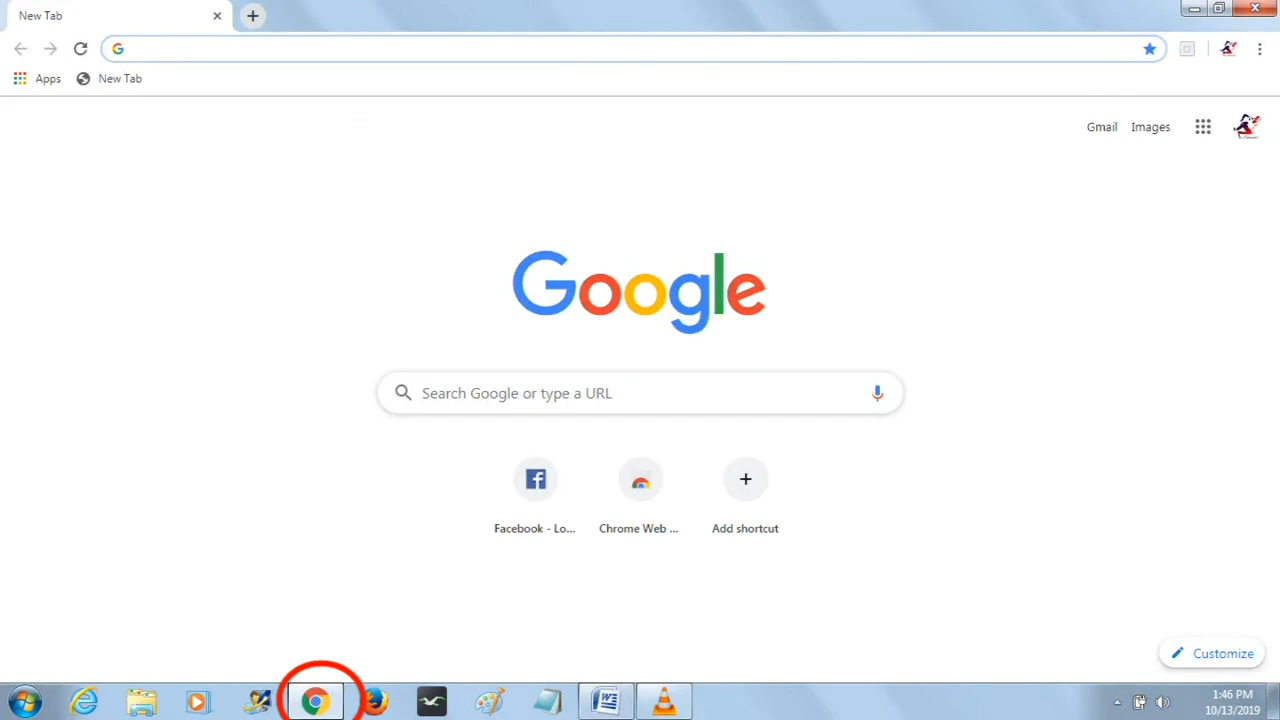 New Tab
Apps
New Tab
Gmail
Images
Google
Search Google or type a URL
Facebook - Lo...
Chrome Web ...
Add shortcut
Customize
1:46 PM
10/13/2019